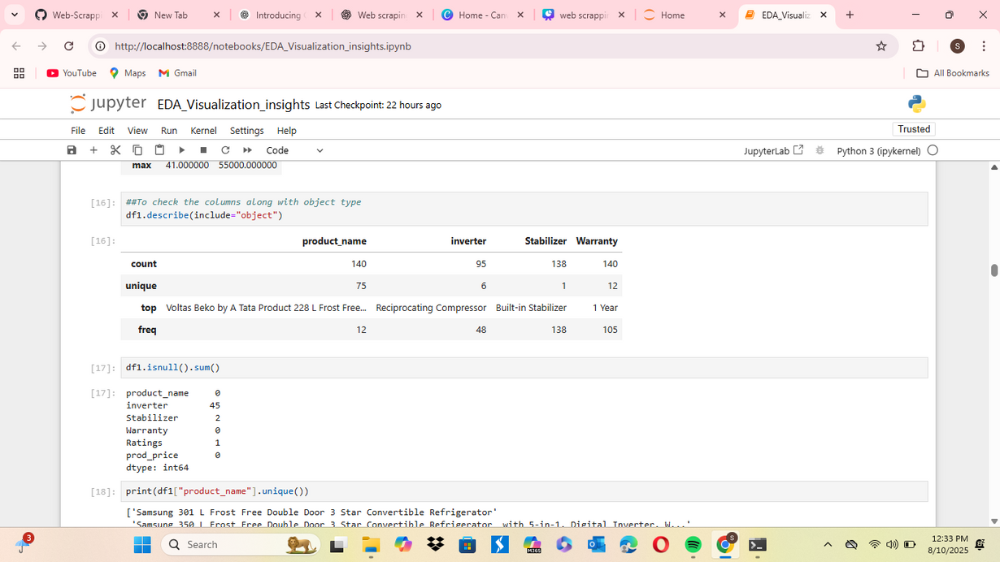 Web-Scrapp
New Tab
Introducing
Web scrapin
Home - Can
web scrappi
Home
EDA_Visualiz
http://localhost:8888/notebooks/EDA_Visualization_insights.ipynb
S
YouTube
Maps
Gmail
All Bookmarks
jupyter EDA_Visualization_insights Last Checkpoint: 22 hours ago
File Edit View Run Kernel Settings Help
Trusted
Code
JupyterLab
Python 3 (ipykernel)
max 41.000000 55000.000000
[16]: ##To check the columns along with object type
df1.describe(include="object")
[16]: product_name inverter Stabilizer Warranty
count 140 95 138 140
unique 75 6 1 12
top Voltas Beko by A Tata Product 228 L Frost Free... Reciprocating Compressor Built-in Stabilizer 1 Year
freq 12 48 138 105
[17]: df1.isnull().sum()
[17]: product_name 0
inverter 45
Stabilizer 2
Warranty 0
Ratings 1
prod_price 0
dtype: int64
[18]: print(df1["product_name"].unique())
['Samsung 301 L Frost Free Double Door 3 Star Convertible Refrigerator'
'Samsung 350 L Frost Free Double Door 3 Star Convertible Refrigerator with 5-in-1, Digital Inverter, W...'
3
Search
M365
S
12:33 PM
8/10/2025